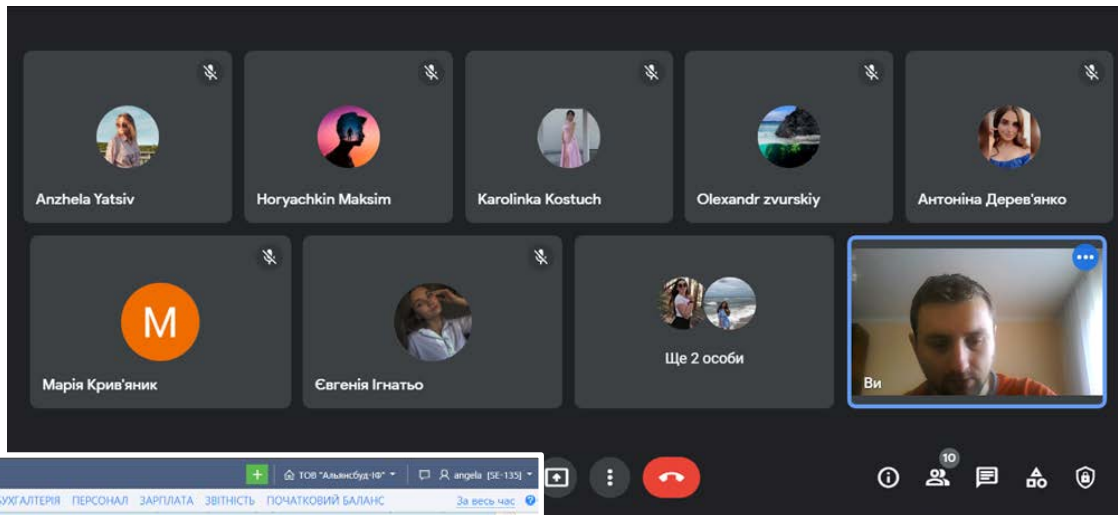 Anzhela Yatsiv
Horyachkin Maksim
Karolinka Kostuch
Olexandr zvurskiy
Антоніна Дерев'янко
М
Марія Крив'яник
Євгенія Ігнатьо
Ще 2 особи
Ви
10
ТОВ "Альянсбуд-ІФ"
angela [SE-135]
БУХГАЛТЕРІЯ ПЕРСОНАЛ ЗАРПЛАТА ЗВІТНІСТЬ ПОЧАТКОВИЙ БАЛАНС
За весь час